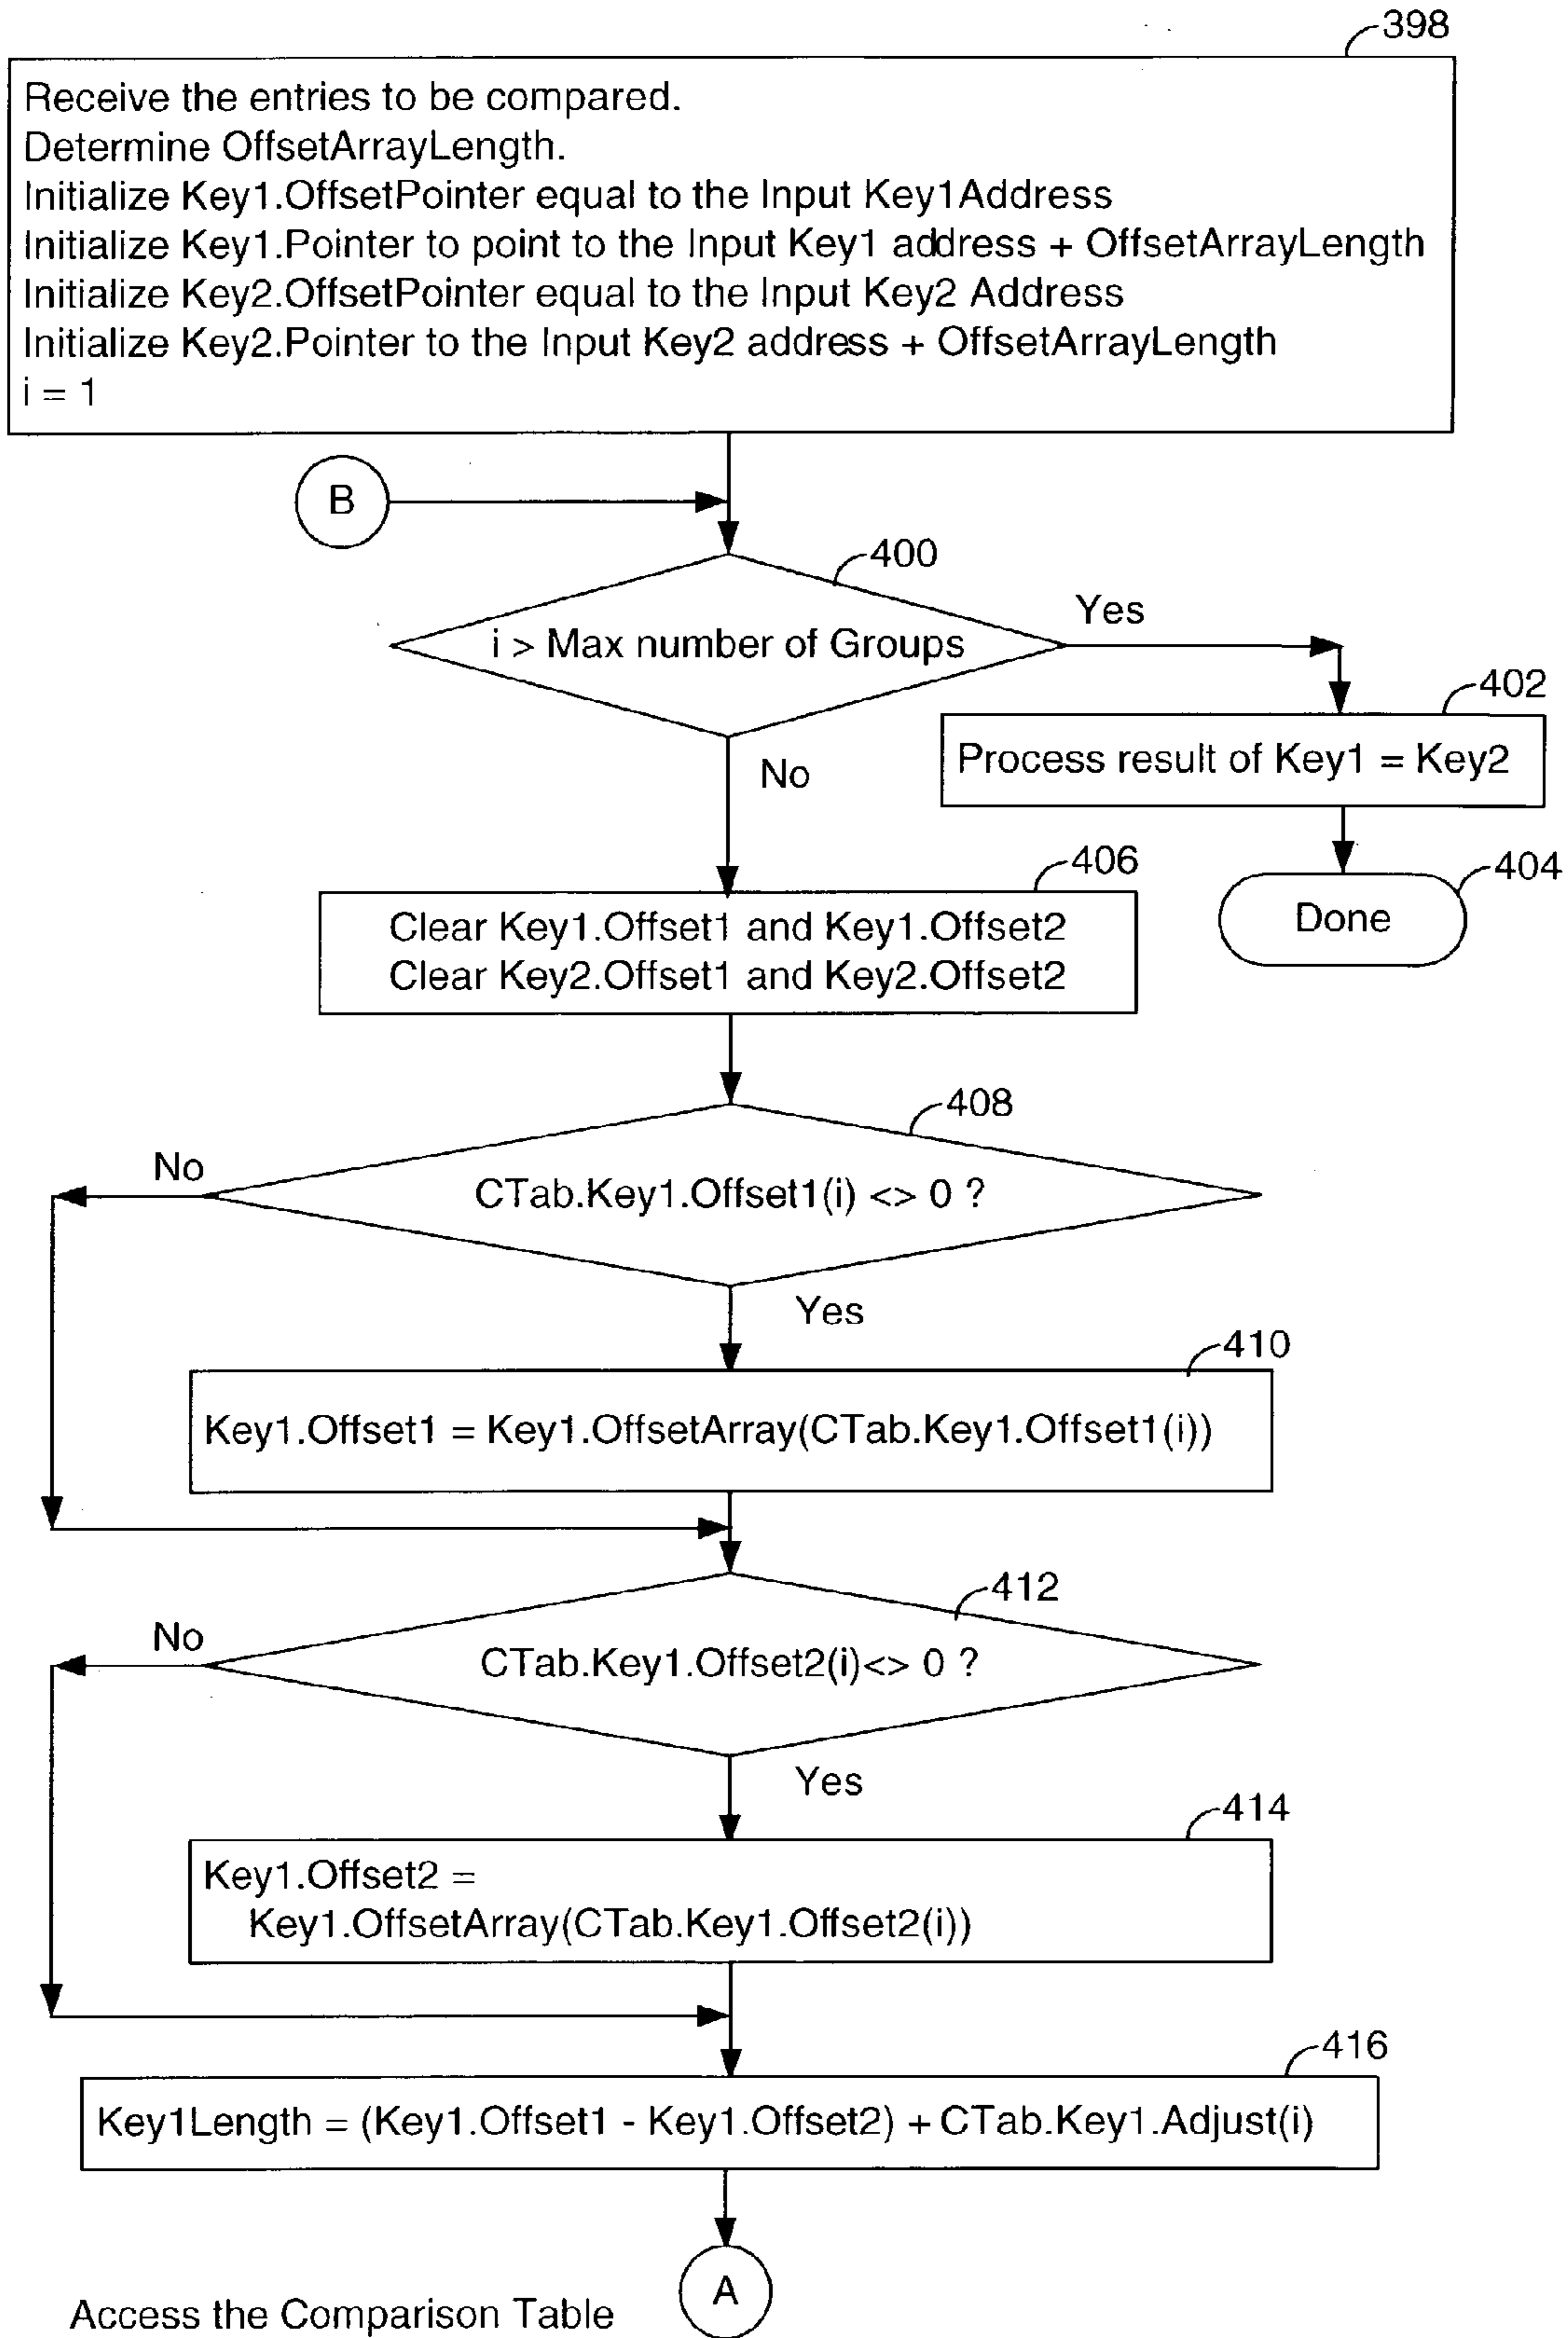 398
Receive the entries to be compared.
Determine OffsetArrayLength.
Initialize Key1.OffsetPointer equal to the Input Key1Address
Initialize Key1.Pointer to point to the Input Key1 address + OffsetArrayLength
Initialize Key2.OffsetPointer equal to the Input Key2 Address
Initialize Key2.Pointer to the Input Key2 address + OffsetArrayLength
i = 1
B
400
i > Max number of Groups
Yes
402
Process result of Key1 = Key2
No
404
Done
406
Clear Key1.Offset1 and Key1.Offset2
Clear Key2.Offset1 and Key2.Offset2
408
No
CTab.Key1.Offset1(i) <> 0 ?
Yes
410
Key1.Offset1 = Key1.OffsetArray(CTab.Key1.Offset1(i))
412
No
CTab.Key1.Offset2(i)<> 0 ?
Yes
414
Key1.Offset2 =
Key1.OffsetArray(CTab.Key1.Offset2(i))
416
Key1Length = (Key1.Offset1 - Key1.Offset2) + CTab.Key1.Adjust(i)
A
Access the Comparison Table